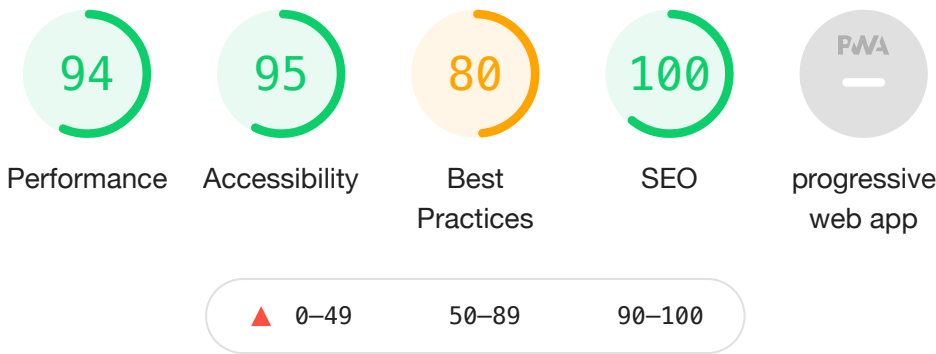 94 95 80 100 PWA
Performance Accessibility Best Practices SEO progressive web app
0–49 50–89 90–100